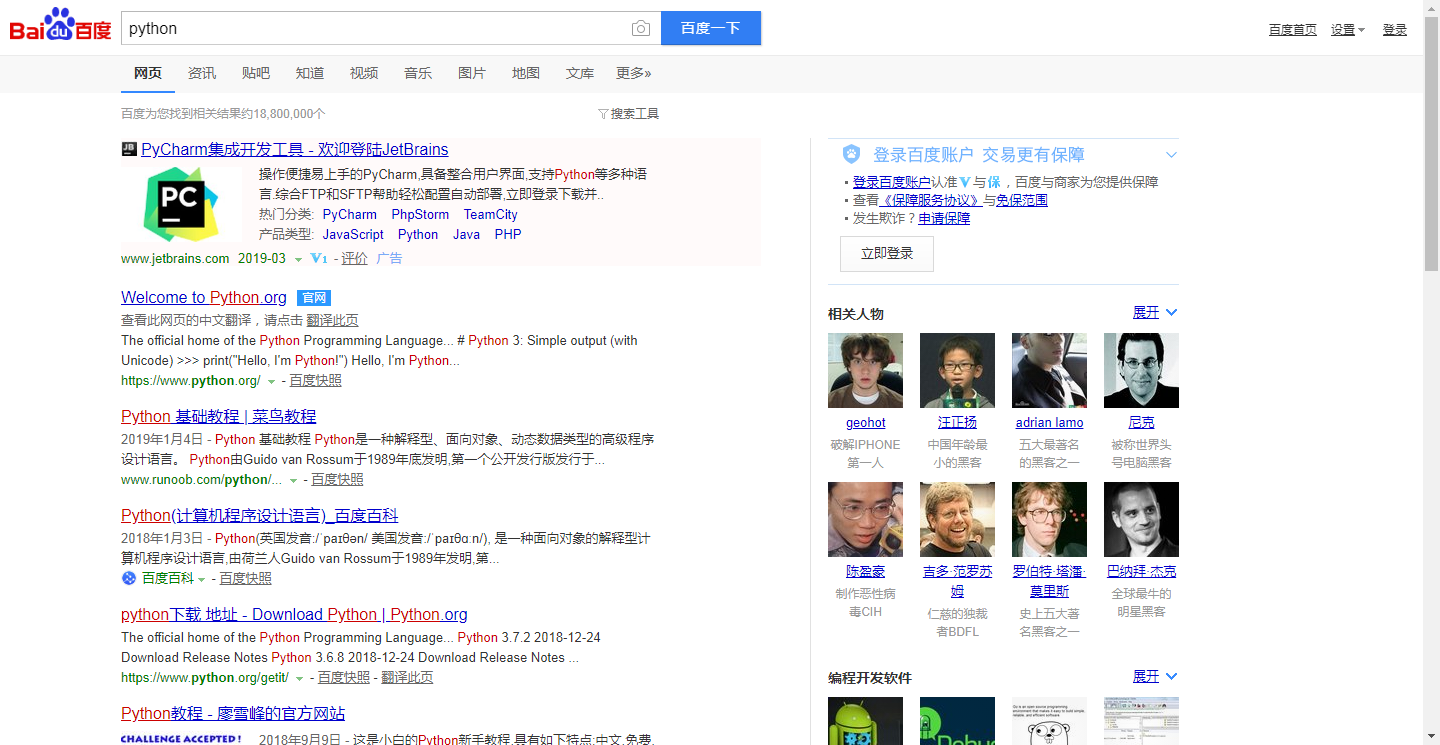 Bai du 百度
python
百度一下
百度首页 设置 登录
网页 资讯 贴吧 知道 视频 音乐 图片 地图 文库 更多»
百度为您找到相关结果约18,800,000个
搜索工具
PyCharm集成开发工具 - 欢迎登陆JetBrains
PC
操作便捷易上手的PyCharm,具备整合用户界面,支持Python等多种语
言.综合FTP和SFTP帮助轻松配置自动部署,立即登录下载并..
热门分类: PyCharm PhpStorm TeamCity
产品类型: JavaScript Python Java PHP
www.jetbrains.com 2019-03 V1 - 评价 广告
Welcome to Python.org 官网
查看此网页的中文翻译，请点击 翻译此页
The official home of the Python Programming Language... # Python 3: Simple output (with
Unicode) >>> print("Hello, I'm Python!") Hello, I'm Python...
https://www.python.org/ - 百度快照
Python 基础教程 | 菜鸟教程
2019年1月4日 - Python 基础教程 Python是一种解释型、面向对象、动态数据类型的高级程序
设计语言。 Python由Guido van Rossum于1989年底发明,第一个公开发行版发行于...
www.runoob.com/python/... - 百度快照
Python(计算机程序设计语言)_百度百科
2018年1月3日 - Python(英国发音:/ˈpaɪθən/ 美国发音:/ˈpaɪθɑːn/), 是一种面向对象的解释型计
算机程序设计语言,由荷兰人Guido van Rossum于1989年发明,第...
百度百科 - 百度快照
python下载 地址 - Download Python | Python.org
The official home of the Python Programming Language... Python 3.7.2 2018-12-24
Download Release Notes Python 3.6.8 2018-12-24 Download Release Notes ...
https://www.python.org/getit/ - 百度快照 - 翻译此页
Python教程 - 廖雪峰的官方网站
CHALLENGE ACCEPTED!
2018年9月9日 - 这是小白的Python新手教程,具有如下特点:中文,免费,
登录百度账户 交易更有保障
▪ 登录百度账户认准V与保，百度与商家为您提供保障
▪ 查看《保障服务协议》与免保范围
▪ 发生欺诈？申请保障
立即登录
相关人物 展开
geohot 汪正扬 adrian lamo 尼克
破解IPHONE 中国年龄最 五大最著名 被称世界头
第一人 小的黑客 的黑客之一 号电脑黑客
陈盈豪 吉多·范罗苏 罗伯特·塔潘· 巴纳拜·杰克
姆 莫里斯
制作恶性病 仁慈的独裁 史上五大著 全球最牛的
毒CIH 者BDFL 名黑客之一 明星黑客
编程开发软件 展开